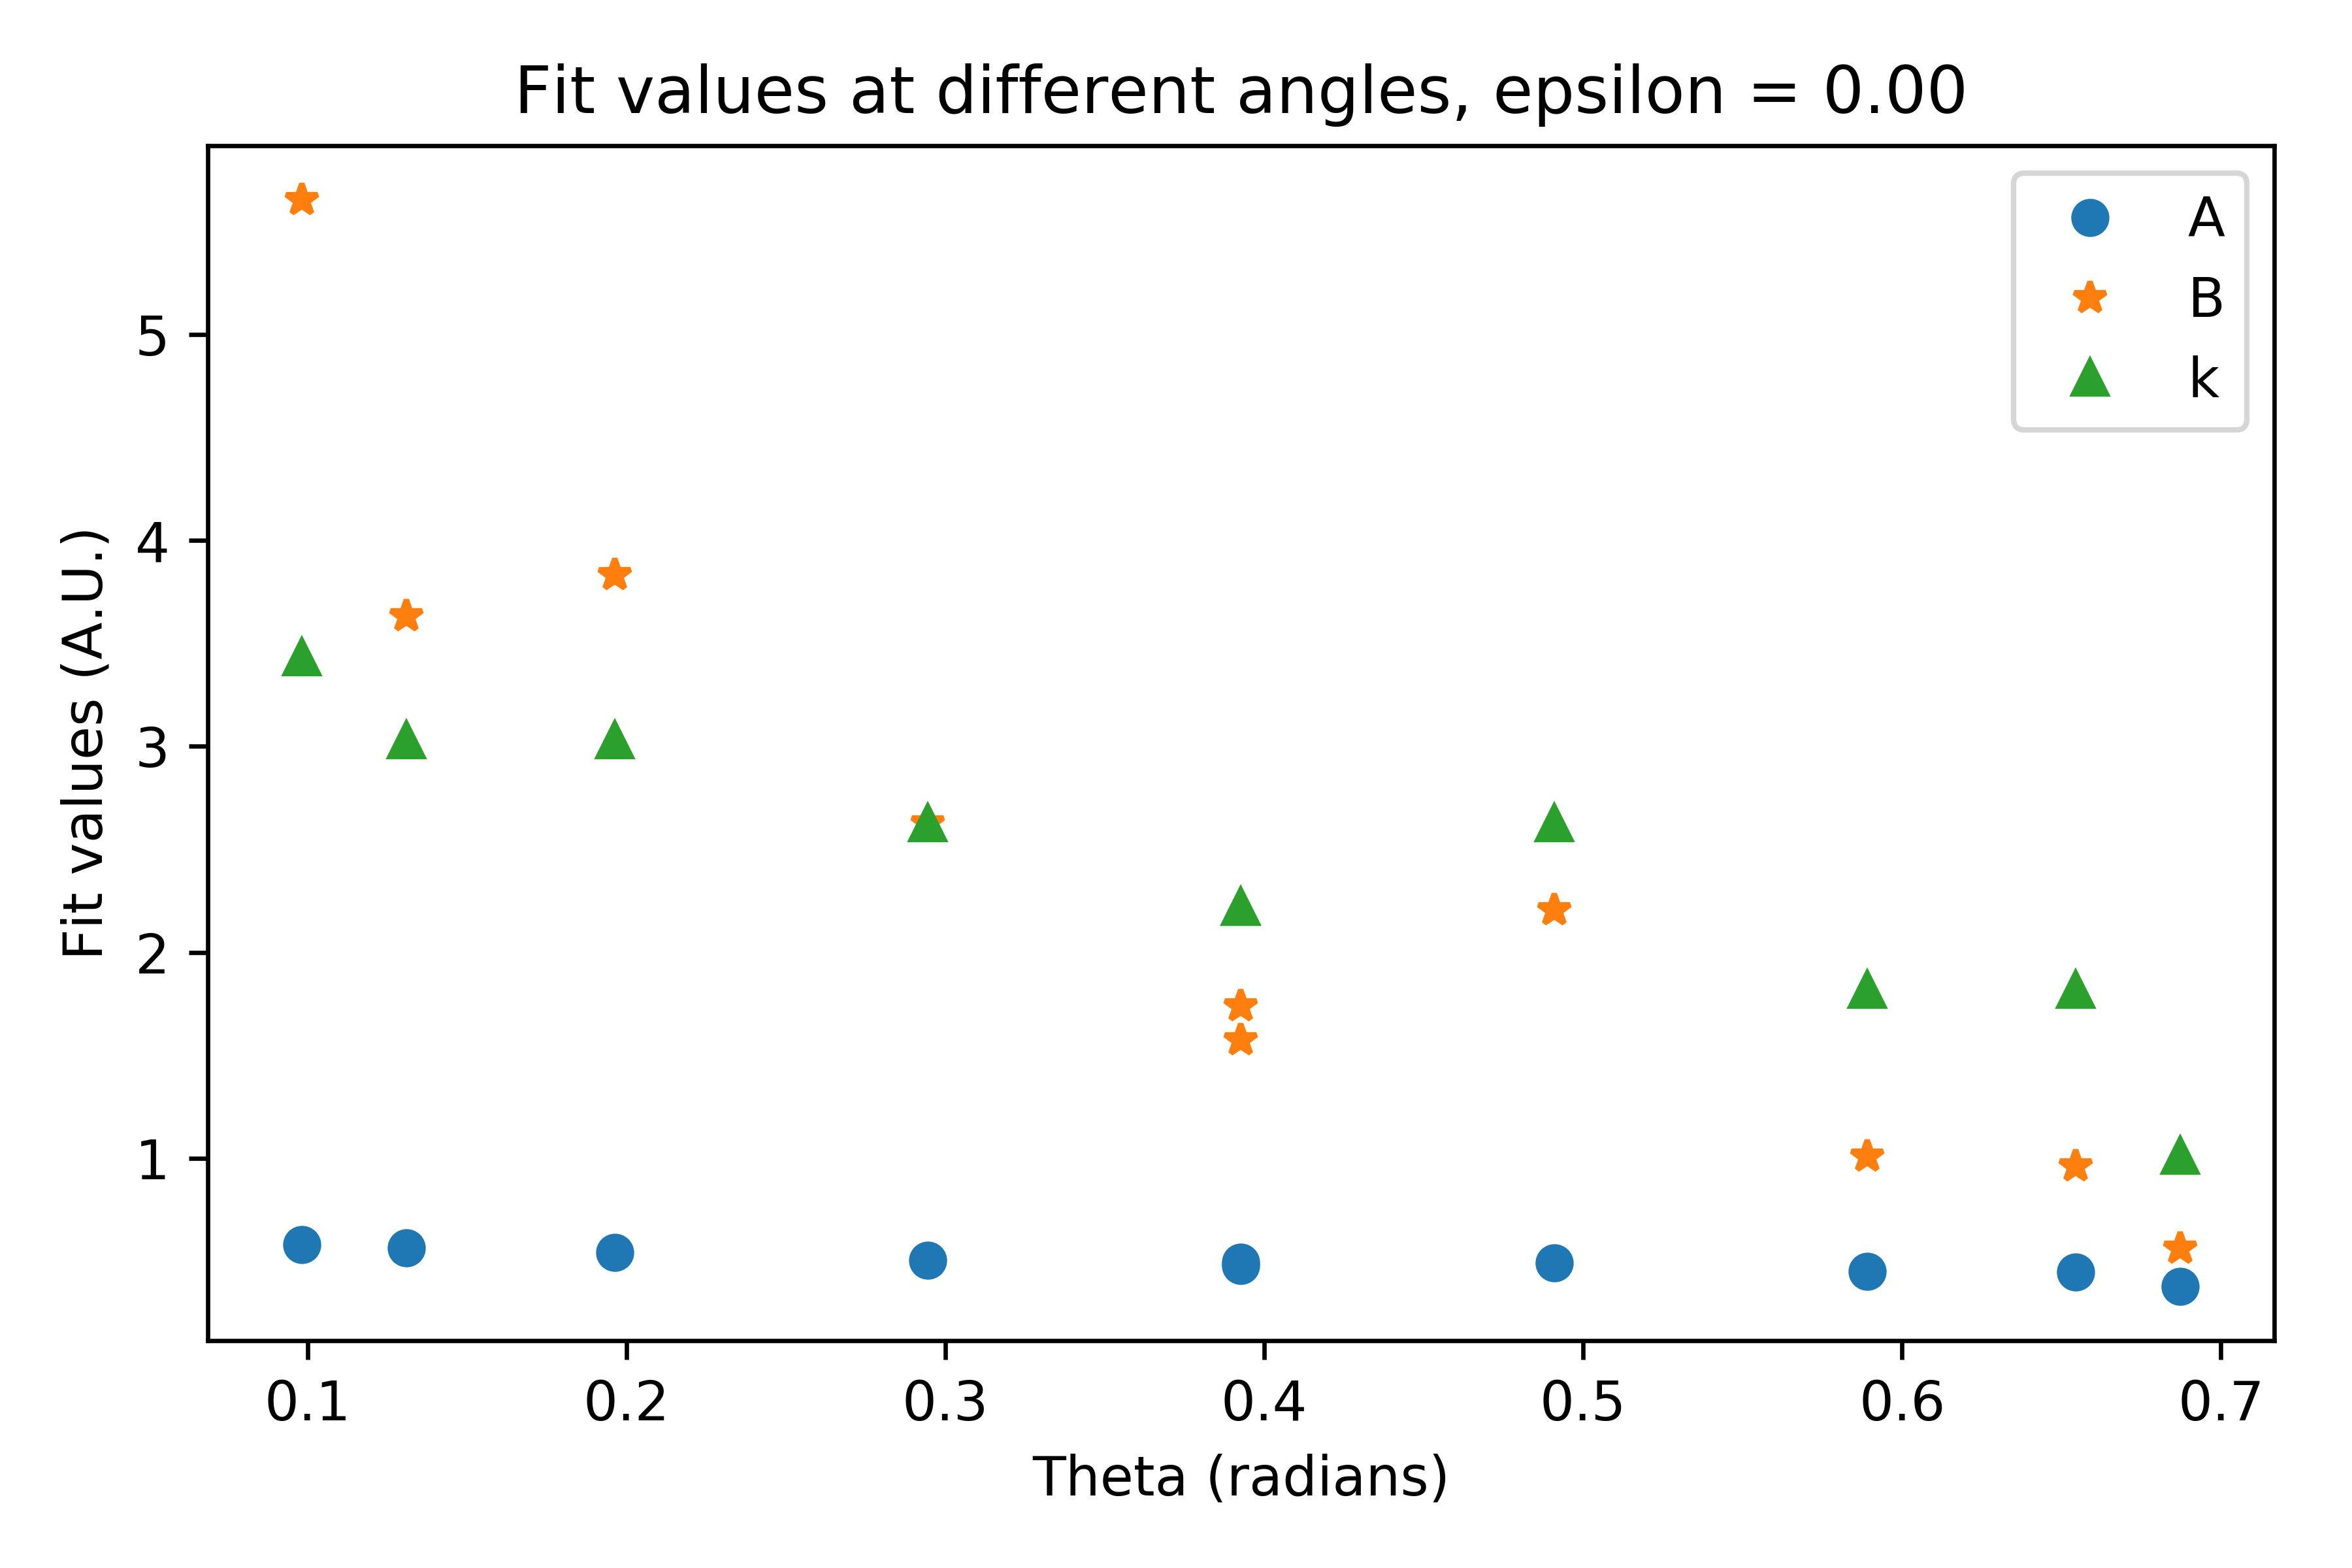 Fit values at different angles, epsilon = 0.00
A
B
k
Fit values (A.U.)
5
4
3
2
1
0.1 0.2 0.3 0.4 0.5 0.6 0.7
Theta (radians)